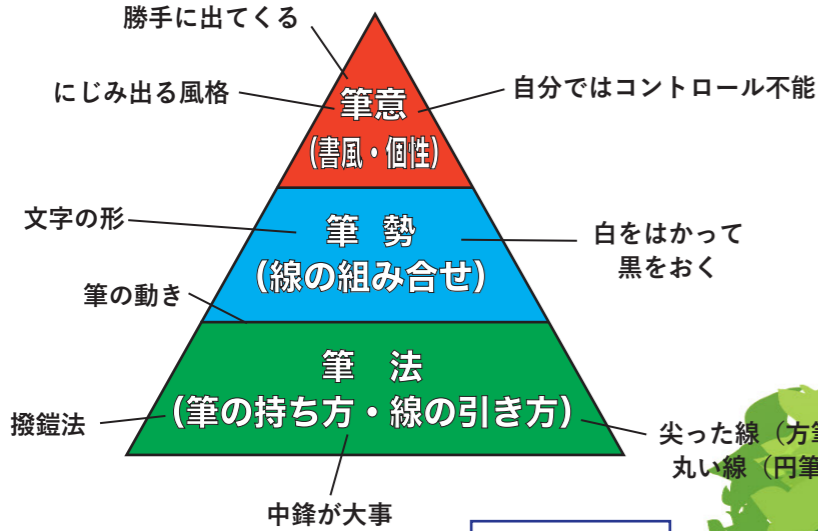 勝手に出てくる
にじみ出る風格
筆意
(書風・個性)
自分ではコントロール不能
文字の形
筆 勢
(線の組み合せ)
白をはかって
黒をおく
筆の動き
筆 法
(筆の持ち方・線の引き方)
撥鐙法
尖った線（方筆
丸い線（円筆
中鋒が大事